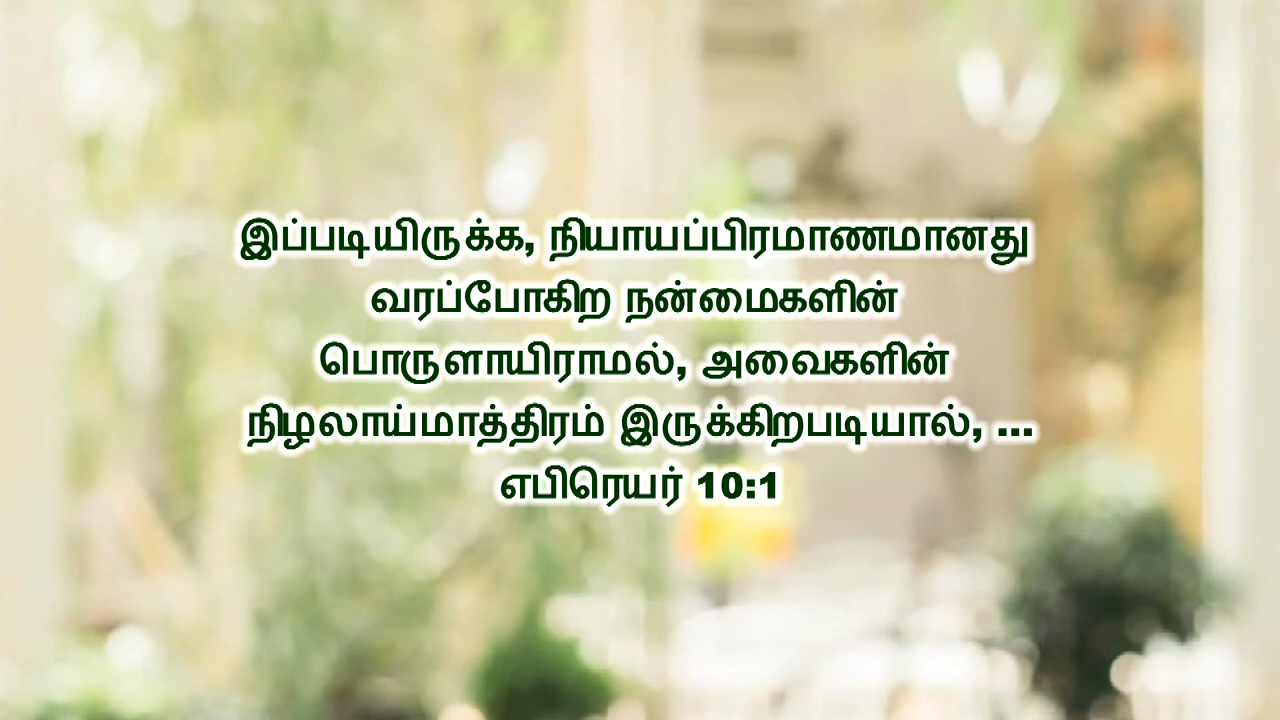 இப்படியிருக்க, நியாயப்பிரமாணமானது
வரப்போகிற நன்மைகளின்
பொருளாயிராமல், அவைகளின்
நிழலாய்மாத்திரம் இருக்கிறபடியால், ...
எபிரெயர் 10:1